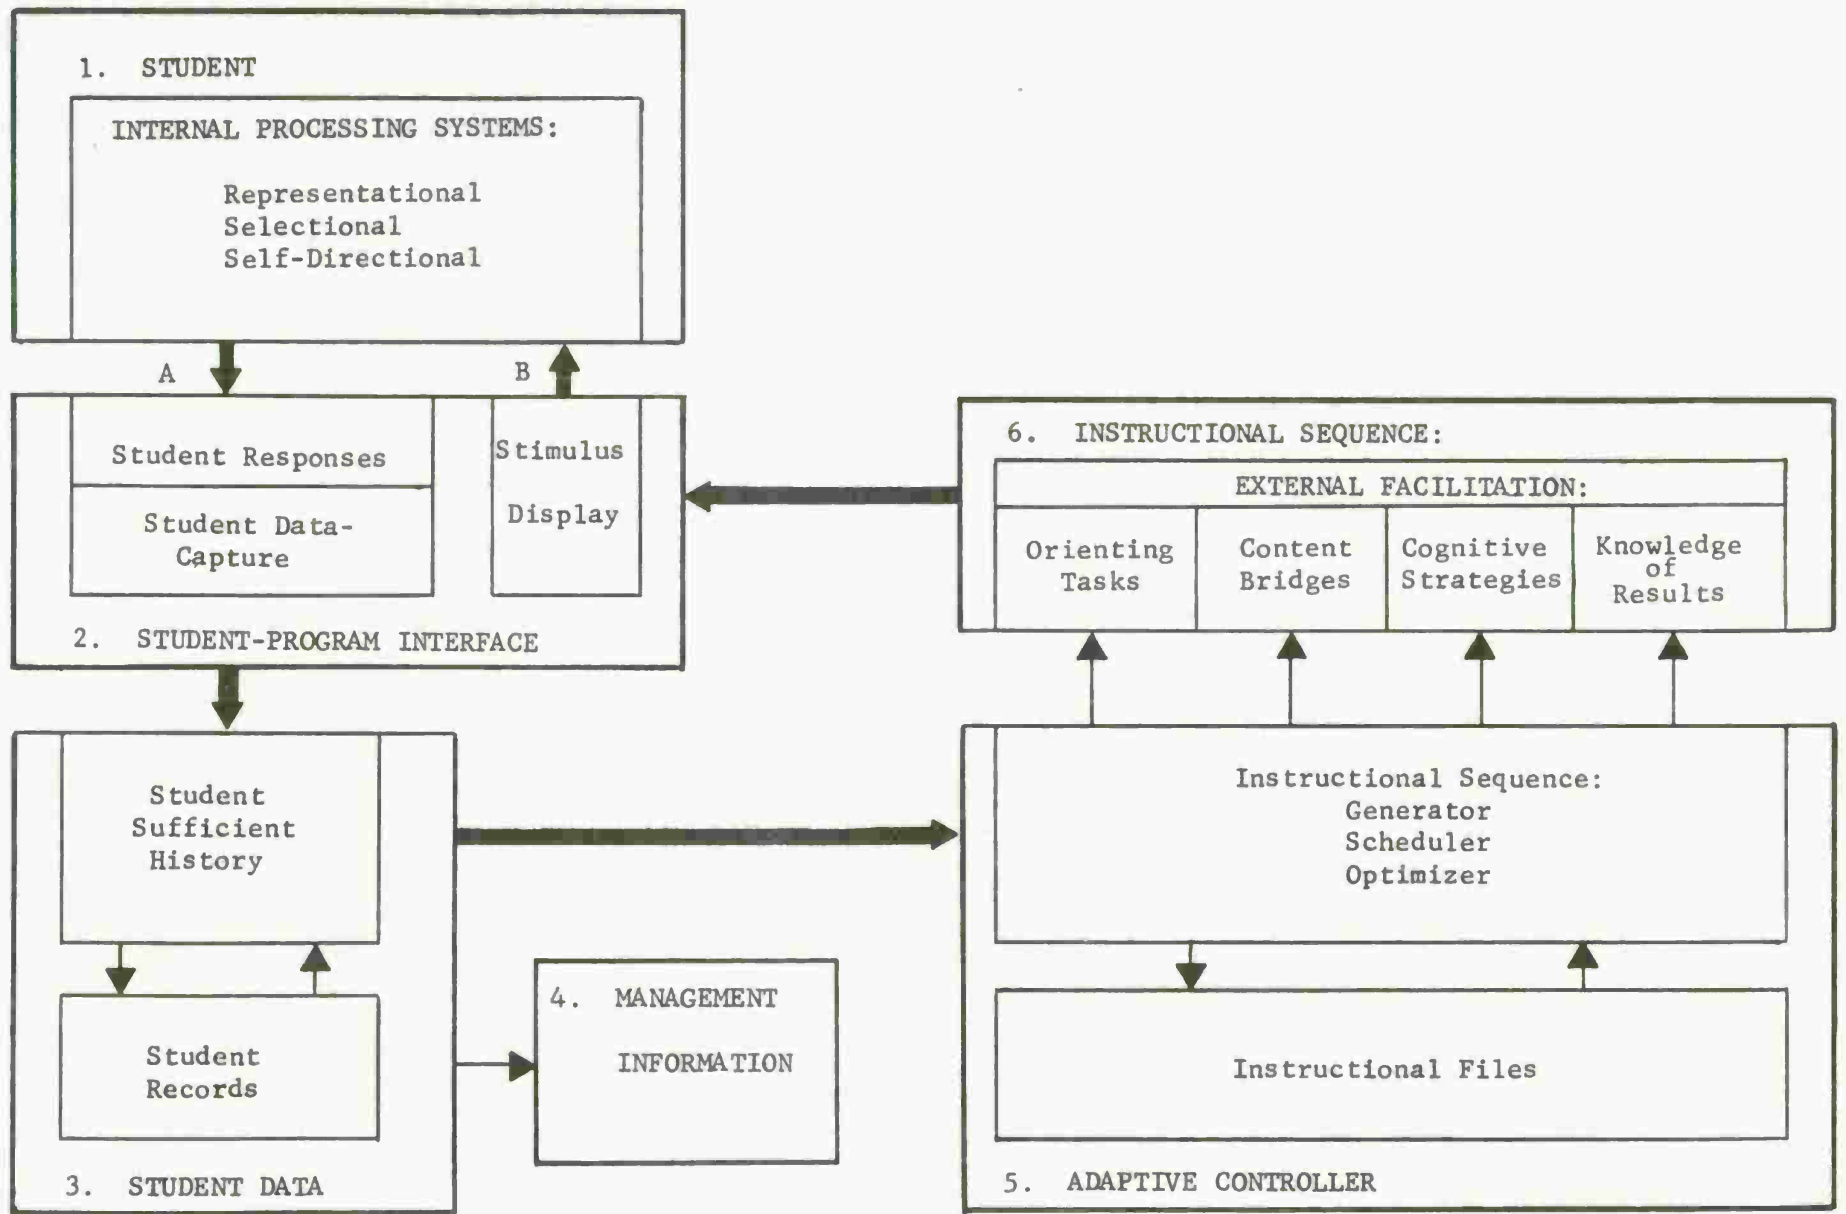 1. STUDENT
INTERNAL PROCESSING SYSTEMS:
Representational
Selectional
Self-Directional
A
B
Student Responses
Student Data-
Capture
Stimulus
Display
2. STUDENT-PROGRAM INTERFACE
6. INSTRUCTIONAL SEQUENCE:
EXTERNAL FACILITATION:
Orienting
Tasks
Content
Bridges
Cognitive
Strategies
Knowledge
of
Results
Student
Sufficient
History
Student
Records
3. STUDENT DATA
4. MANAGEMENT
INFORMATION
Instructional Sequence:
Generator
Scheduler
Optimizer
Instructional Files
5. ADAPTIVE CONTROLLER